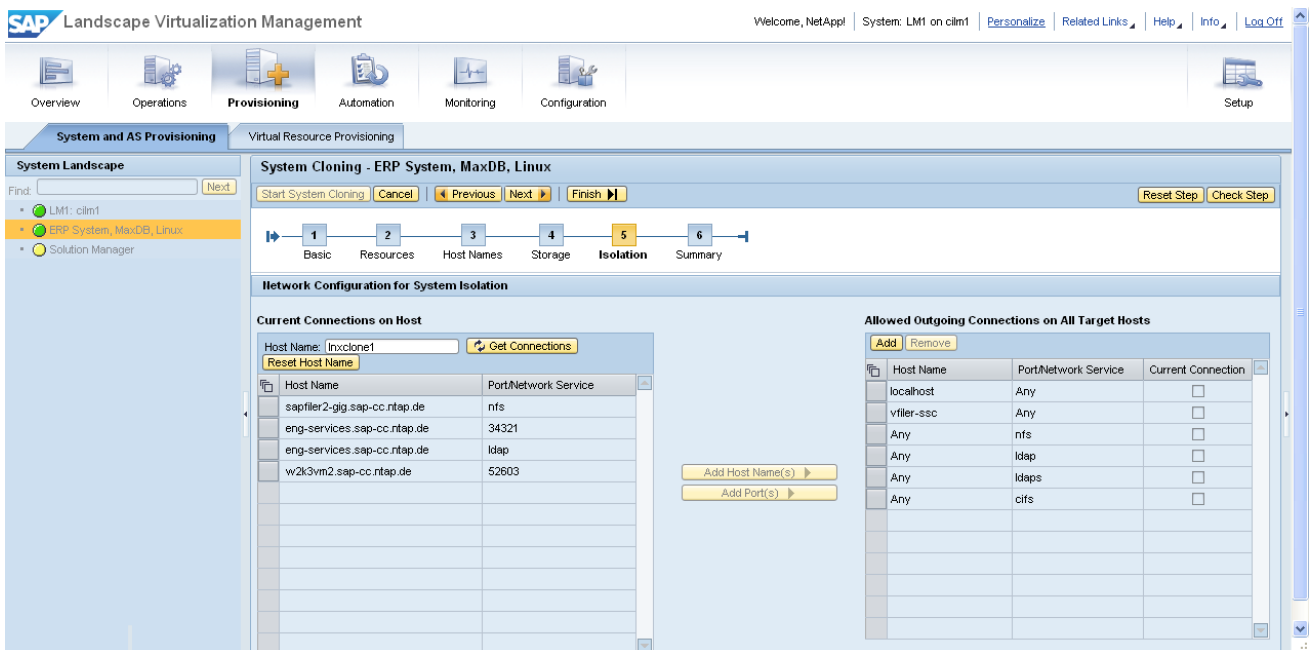 SAP Landscape Virtualization Management
Welcome, NetApp! System: LM1 on cilm1 Personalize Related Links Help Info Log Off
Overview Operations Provisioning Automation Monitoring Configuration Setup
System and AS Provisioning Virtual Resource Provisioning
System Landscape
Find: Next
LM1: cilm1
ERP System, MaxDB, Linux
Solution Manager
System Cloning - ERP System, MaxDB, Linux
Start System Cloning Cancel Previous Next Finish Reset Step Check Step
1 2 3 4 5 6
Basic Resources Host Names Storage Isolation Summary
Network Configuration for System Isolation
Current Connections on Host
Host Name: lnxclone1 Get Connections
Reset Host Name
Host Name Port/Network Service
sapfiler2-gig.sap-cc.ntap.de nfs
eng-services.sap-cc.ntap.de 34321
eng-services.sap-cc.ntap.de ldap
w2k3vm2.sap-cc.ntap.de 52603
Add Host Name(s)
Add Port(s)
Allowed Outgoing Connections on All Target Hosts
Add Remove
Host Name Port/Network Service Current Connection
localhost Any
vfiler-ssc Any
Any nfs
Any ldap
Any ldaps
Any cifs